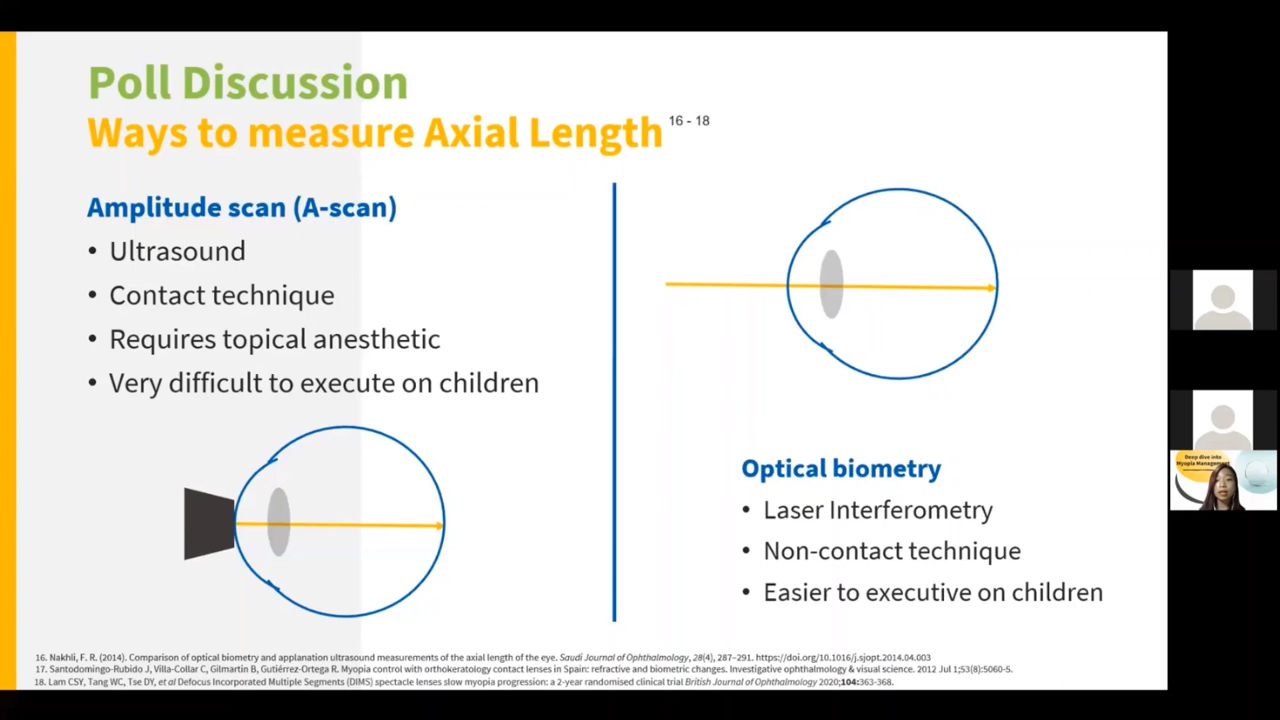 Poll Discussion
Ways to measure Axial Length 16 - 18
Amplitude scan (A-scan)
• Ultrasound
• Contact technique
• Requires topical anesthetic
• Very difficult to execute on children
Optical biometry
• Laser Interferometry
• Non-contact technique
• Easier to executive on children
16. Nakhli, F. R. (2014). Comparison of optical biometry and applanation ultrasound measurements of the axial length of the eye. Saudi Journal of Ophthalmology, 28(4), 287–291. https://doi.org/10.1016/j.sjopt.2014.04.003
17. Santodomingo-Rubido J, Villa-Collar C, Gilmartin B, Gutiérrez-Ortega R. Myopia control with orthokeratology contact lenses in Spain: refractive and biometric changes. Investigative ophthalmology & visual science. 2012 Jul 1;53(8):5060-5.
18. Lam CSY, Tang WC, Tse DY, et al Defocus Incorporated Multiple Segments (DIMS) spectacle lenses slow myopia progression: a 2-year randomised clinical trial British Journal of Ophthalmology 2020;104:363-368.
Deep dive into
Myopia Management